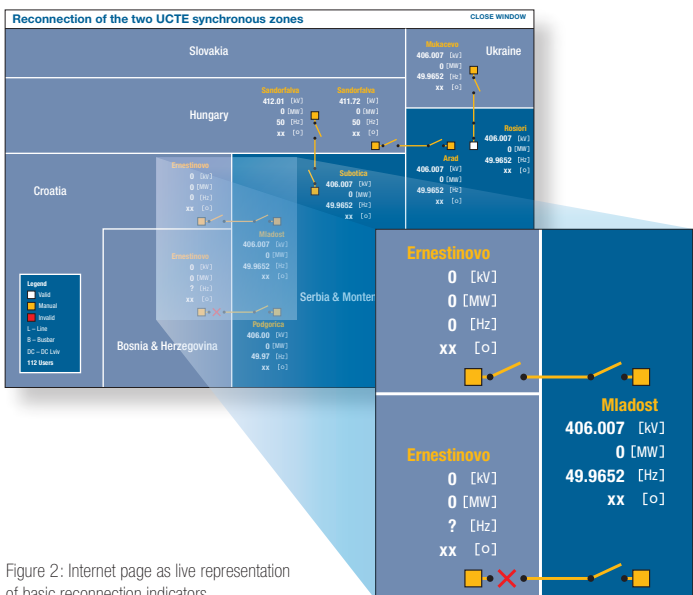 Reconnection of the two UCTE synchronous zones
CLOSE WINDOW
Slovakia
Mukacevo
406.007 [kV]
0 [MW]
49.9652 [Hz]
xx [o]
Ukraine
Hungary
Sandorfalva
412.01 [kV]
0 [MW]
50 [Hz]
xx [o]
Sandorfalva
411.72 [kV]
0 [MW]
50 [Hz]
xx [o]
Rosiori
406.007 [kV]
0 [MW]
49.9652 [Hz]
xx [o]
Arad
406.007 [kV]
0 [MW]
49.9652 [Hz]
xx [o]
Croatia
Ernestinovo
0 [kV]
0 [MW]
0 [Hz]
xx [o]
Subotica
406.007 [kV]
0 [MW]
49.9652 [Hz]
xx [o]
Mladost
406.007 [kV]
0 [MW]
49.9652 [Hz]
xx [o]
Ernestinovo
0 [kV]
0 [MW]
? [Hz]
xx [o]
Serbia & Monter
Bosnia & Herzegovina
Podgorica
406.00 [kV]
0 [MW]
49.97 [Hz]
xx [o]
Legend
Valid
Manual
Invalid
L – Line
B – Busbar
DC – DC Lviv
112 Users
Ernestinovo
0 [kV]
0 [MW]
0 [Hz]
xx [o]
Mladost
406.007 [kV]
0 [MW]
49.9652 [Hz]
xx [o]
Ernestinovo
0 [kV]
0 [MW]
? [Hz]
xx [o]
Figure 2: Internet page as live representation
of basic reconnection indicators